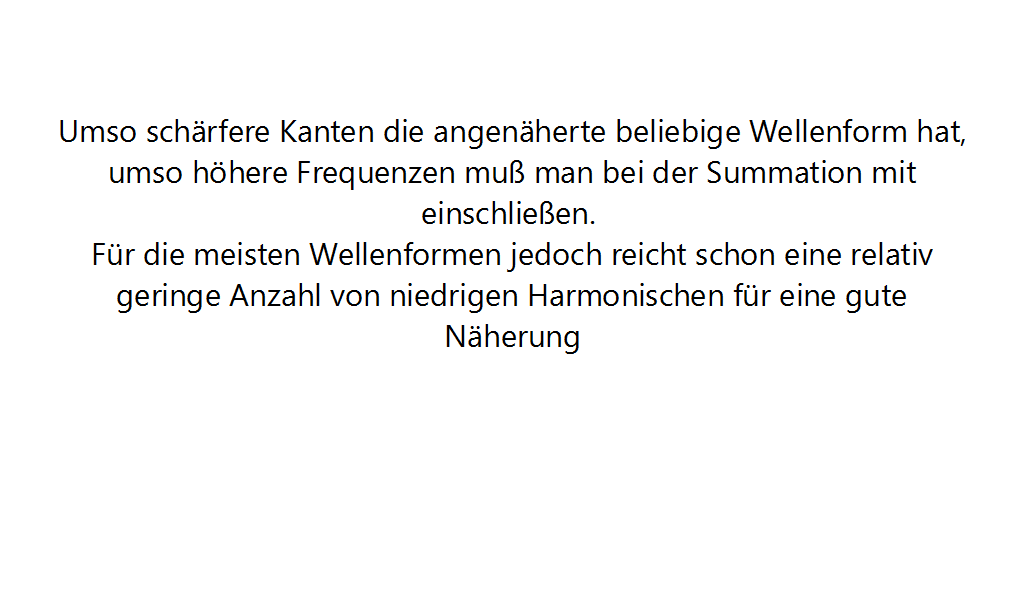 Umso schärfere Kanten die angenäherte beliebige Wellenform hat,
umso höhere Frequenzen muß man bei der Summation mit
einschließen.
Für die meisten Wellenformen jedoch reicht schon eine relativ
geringe Anzahl von niedrigen Harmonischen für eine gute
Näherung